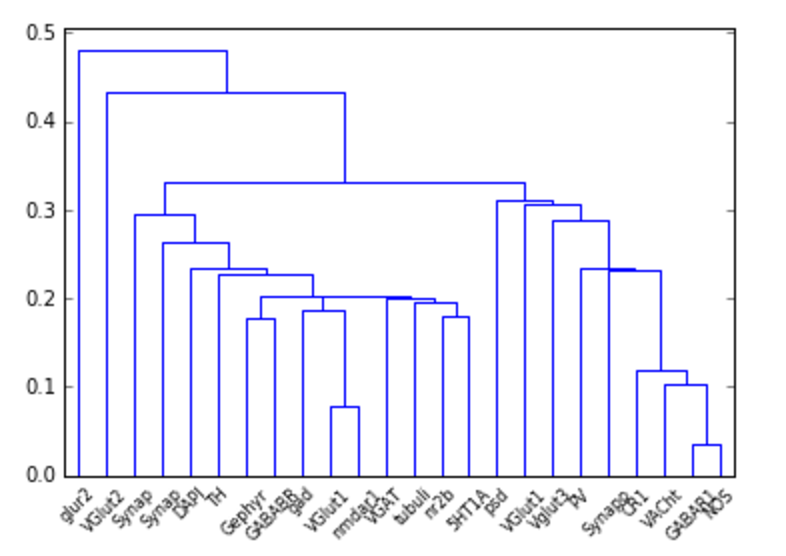 0.5
0.4
0.3
0.2
0.1
0.0
glur2
VGlut2
Synap
Synap
DAPI
TH
Gephyr
GABABR
gad
VGlut1
nmdar1
VGAT
tubuli
nr2b
5HT1A
psd
VGlut1
Vglut3
PV
Synapo
CR1
VACht
GABAR1
NOS